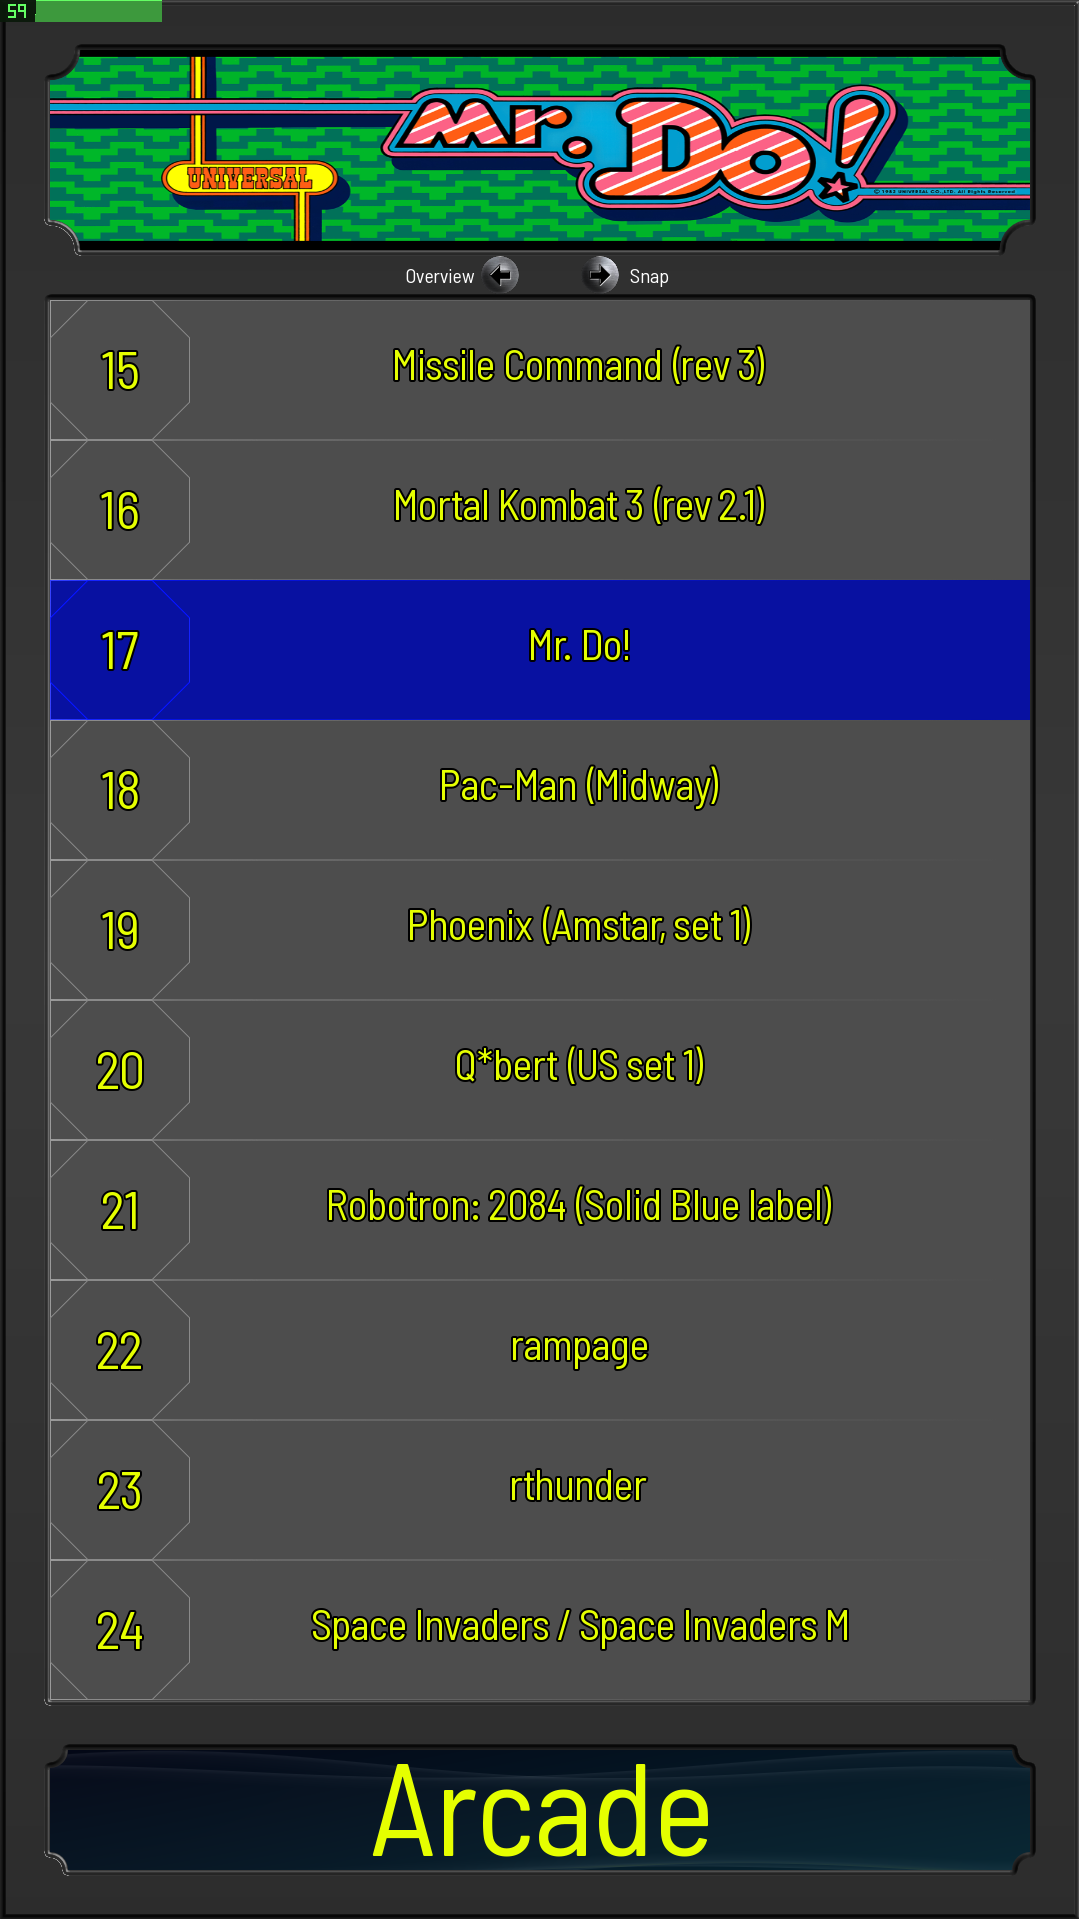 59
Mr. Do!
UNIVERSAL
© 1982 UNIVERSAL CO., LTD. All Rights Reserved
Overview
Snap
15 Missile Command (rev 3)
16 Mortal Kombat 3 (rev 2.1)
17 Mr. Do!
18 Pac-Man (Midway)
19 Phoenix (Amstar, set 1)
20 Q*bert (US set 1)
21 Robotron: 2084 (Solid Blue label)
22 rampage
23 rthunder
24 Space Invaders / Space Invaders M
Arcade